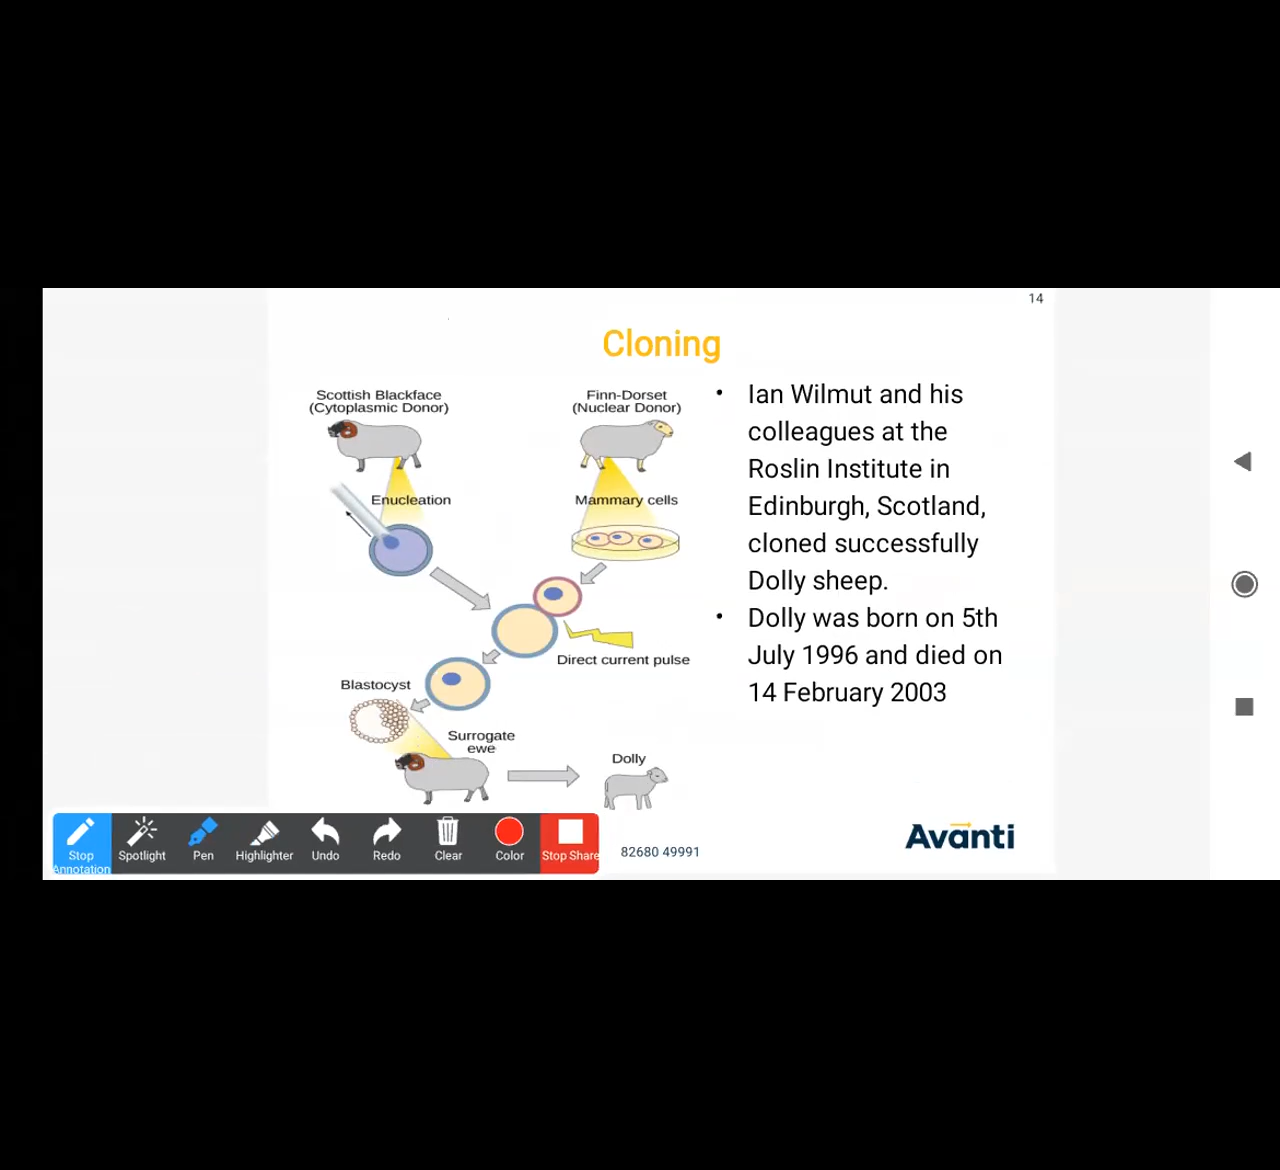 14
Cloning
Scottish Blackface
(Cytoplasmic Donor)
Finn-Dorset
(Nuclear Donor)
Enucleation
Mammary cells
Direct current pulse
Blastocyst
Surrogate
ewe
Dolly
• Ian Wilmut and his
colleagues at the
Roslin Institute in
Edinburgh, Scotland,
cloned successfully
Dolly sheep.
• Dolly was born on 5th
July 1996 and died on
14 February 2003
Stop
Annotation
Spotlight
Pen
Highlighter
Undo
Redo
Clear
Color
Stop Share
82680 49991
Avanti